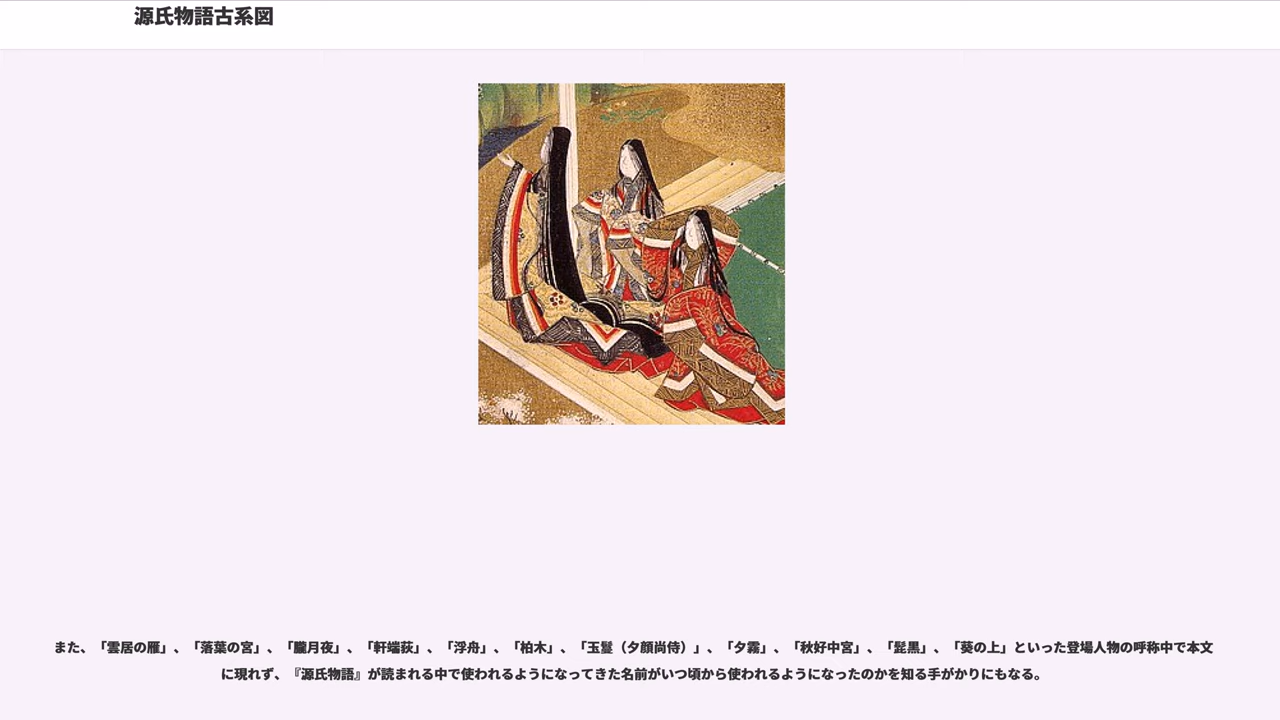 源氏物語古系図
また、「雲居の雁」、「落葉の宮」、「朧月夜」、「軒端荻」、「浮舟」、「柏木」、「玉鬘（夕顔尚侍）」、「夕霧」、「秋好中宮」、「髭黒」、「葵の上」といった登場人物の呼称中で本文
に現れず、『源氏物語』が読まれる中で使われるようになってきた名前がいつ頃から使われるようになったのかを知る手がかりにもなる。